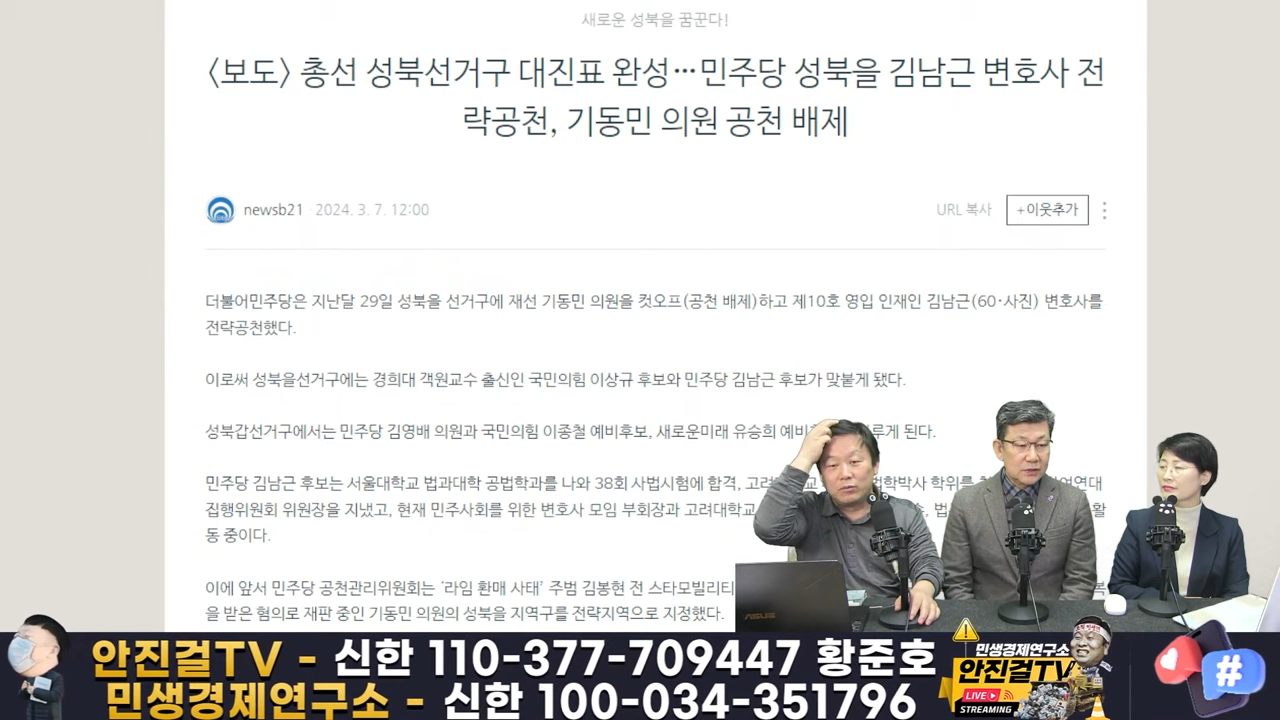 새로운 성북을 꿈꾼다!
<보도> 총선 성북선거구 대진표 완성…민주당 성북을 김남근 변호사 전
략공천, 기동민 의원 공천 배제
newsb21 2024. 3. 7. 12:00
URL 복사 +이웃추가
더불어민주당은 지난달 29일 성북을 선거구에 재선 기동민 의원을 컷오프(공천 배제)하고 제10호 영입 인재인 김남근(60·사진) 변호사를
전략공천했다.
이로써 성북을선거구에는 경희대 객원교수 출신인 국민의힘 이상규 후보와 민주당 김남근 후보가 맞붙게 됐다.
성북갑선거구에서는 민주당 김영배 의원과 국민의힘 이종철 예비후보, 새로운미래 유승희 예비 루게 된다.
민주당 김남근 후보는 서울대학교 법과대학 공법학과를 나와 38회 사법시험에 합격, 학박사 학위를 여연대
집행위원회 위원장을 지냈고, 현재 민주사회를 위한 변호사 모임 부회장과 고려대학교 활
동 중이다.
이에 앞서 민주당 공천관리위원회는 ‘라임 환매 사태’ 주범 김봉현 전 스타모빌리티 복
을 받은 혐의로 재판 중인 기동민 의원의 성북을 지역구를 전략지역으로 지정했다.
ASUS
안진걸TV - 신한 110-377-709447 황준호
민생경제연구소 - 신한 100-034-351796
민생경제연구소
안진걸TV
LIVE
STREAMING
#